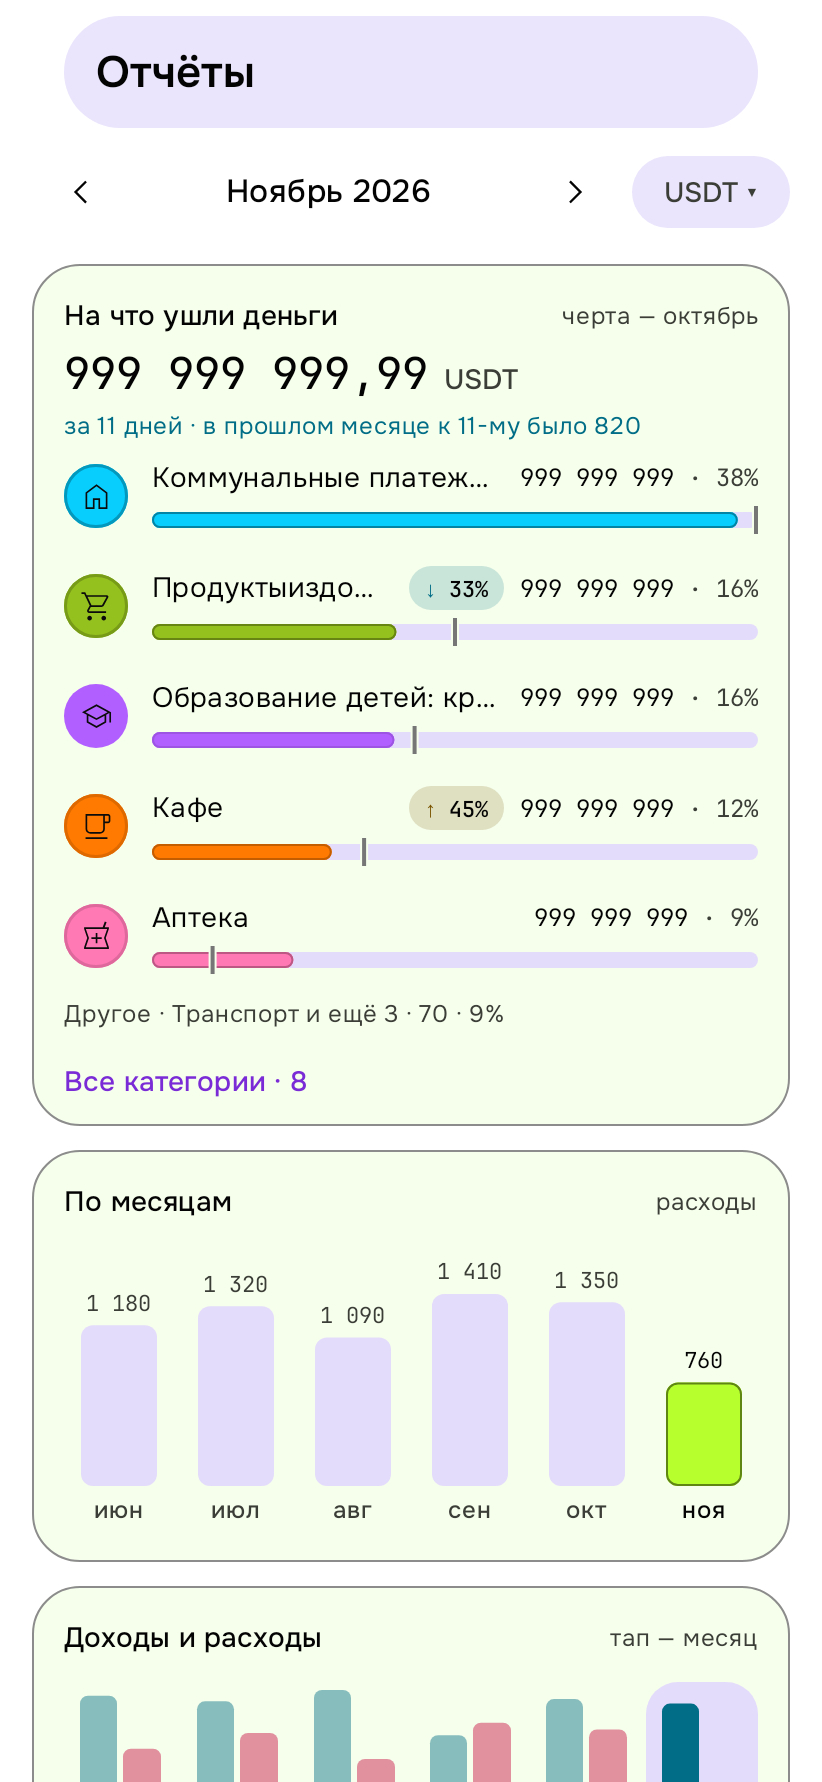 Отчёты
Ноябрь 2026
USDT ▾
На что ушли деньги
черта — октябрь
999 999 999,99 USDT
за 11 дней · в прошлом месяце к 11-му было 820
Коммунальные платеж... 999 999 999 · 38%
Продуктыиздо... ↓ 33% 999 999 999 · 16%
Образование детей: кр... 999 999 999 · 16%
Кафе ↑ 45% 999 999 999 · 12%
Аптека 999 999 999 · 9%
Другое · Транспорт и ещё 3 · 70 · 9%
Все категории · 8
По месяцам
расходы
1 180 1 320 1 090 1 410 1 350 760
июн июл авг сен окт ноя
Доходы и расходы
тап — месяц